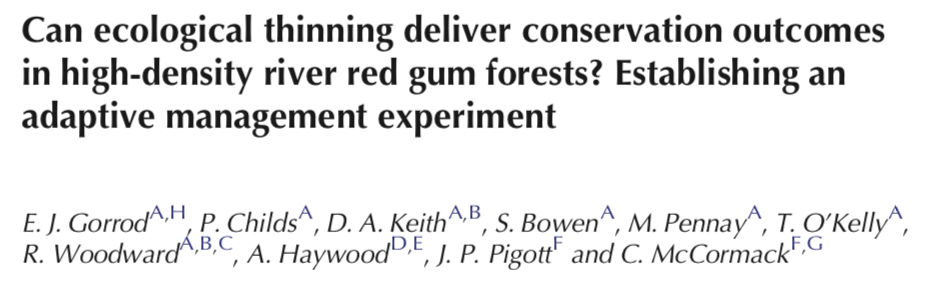 Can ecological thinning deliver conservation outcomes
in high-density river red gum forests? Establishing an
adaptive management experiment
E. J. Gorrod^A,H, P. Childs^A, D. A. Keith^A,B, S. Bowen^A, M. Pennay^A, T. O'Kelly^A,
R. Woodward^A,B,C, A. Haywood^D,E, J. P. Pigott^F and C. McCormack^F,G